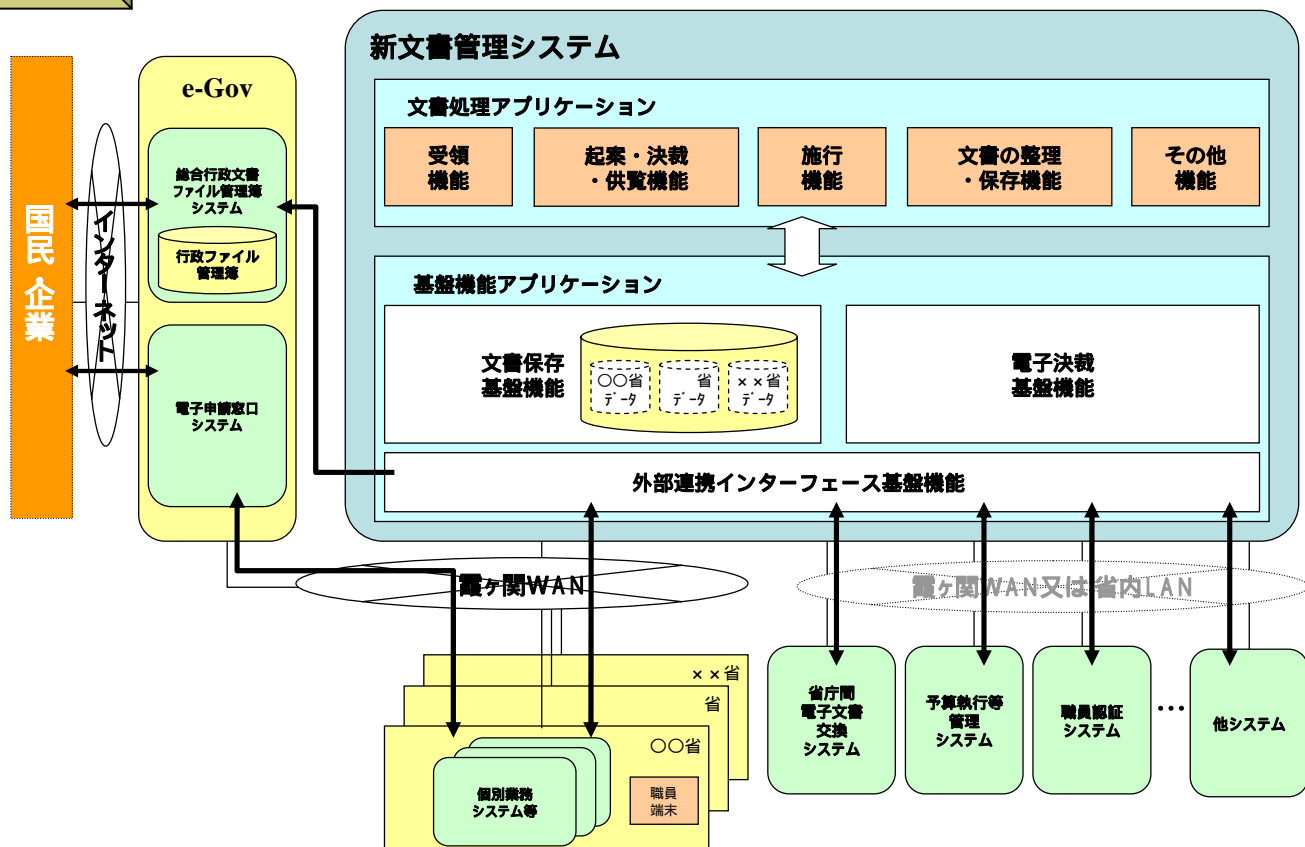 新文書管理システム
文書処理アプリケーション
受領
機能
起案・決裁
・供覧機能
施行
機能
文書の整理
・保存機能
その他
機能
基盤機能アプリケーション
文書保存
基盤機能
〇〇省
データ
省
データ
××省
データ
電子決裁
基盤機能
外部連携インターフェース基盤機能
e-Gov
総合行政文書
ファイル管理簿
システム
行政ファイル
管理簿
電子申請窓口
システム
国民 企業
インターネット
霞ヶ関WAN
霞ヶ関WAN又は省内LAN
××省
省
〇〇省
個別業務
システム等
職員
端末
省庁間
電子文書
交換
システム
予算執行等
管理
システム
職員認証
システム
…
他システム